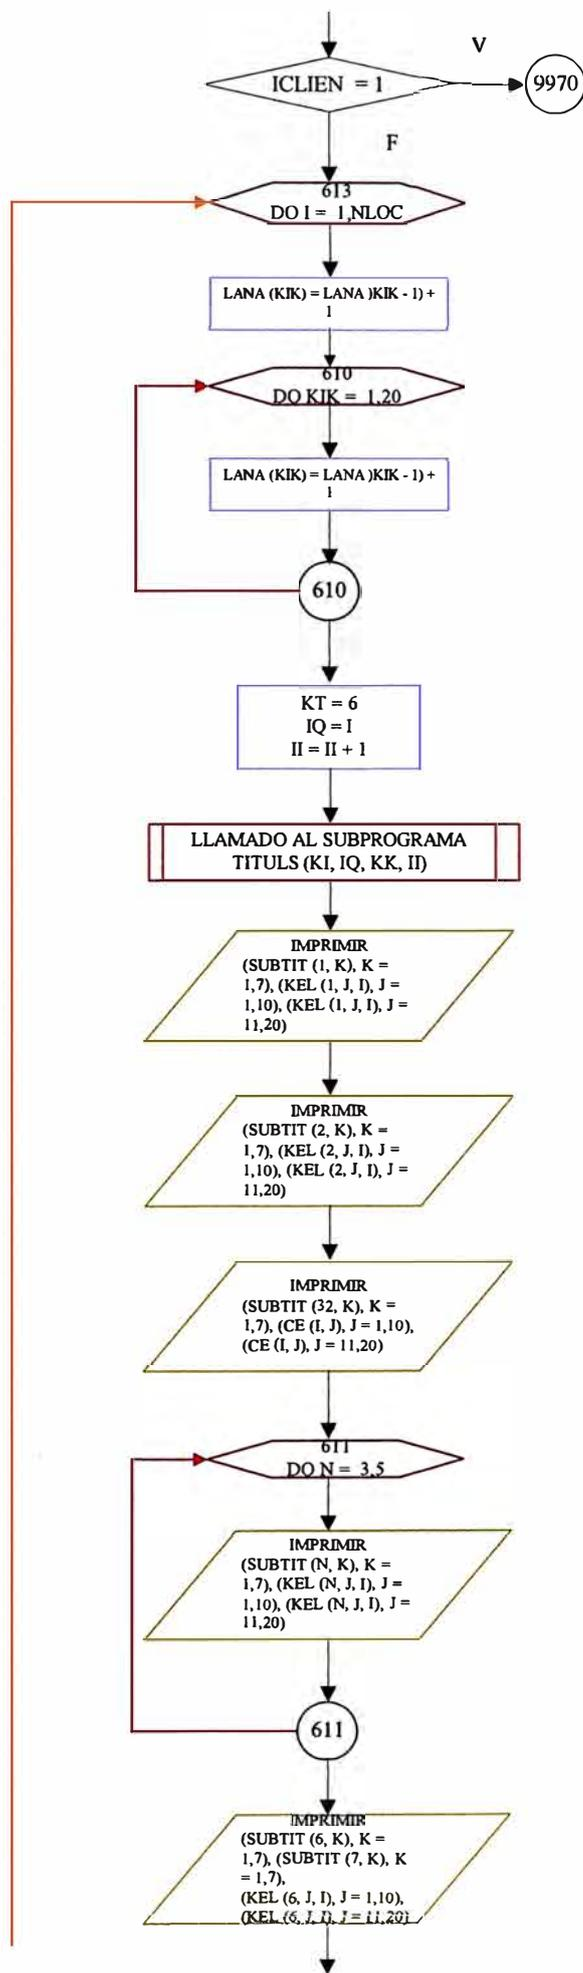 V
ICLIEN = 1
9970
F
613
DO I = 1,NLOC
LANA (KIK) = LANA )KIK - 1) +
1
610
DO KIK = 1,20
LANA (KIK) = LANA )KIK - 1) +
1
610
KT = 6
IQ = I
II = II + 1
LLAMADO AL SUBPROGRAMA
TITULS (KI, IQ, KK, II)
IMPRIMIR
(SUBTIT (1, K), K =
1,7), (KEL (1, J, I), J =
1,10), (KEL (1, J, I), J =
11,20)
IMPRIMIR
(SUBTIT (2, K), K =
1,7), (KEL (2, J, I), J =
1,10), (KEL (2, J, I), J =
11,20)
IMPRIMIR
(SUBTIT (32, K), K =
1,7), (CE (I, J), J = 1,10),
(CE (I, J), J = 11,20)
611
DO N = 3,5
IMPRIMIR
(SUBTIT (N, K), K =
1,7), (KEL (N, J, I), J =
1,10), (KEL (N, J, I), J =
11,20)
611
IMPRIMIR
(SUBTIT (6, K), K =
1,7), (SUBTIT (7, K), K
= 1,7),
(KEL (6, J, I), J = 1,10),
(KEL (6, J, I), J = 11,20)